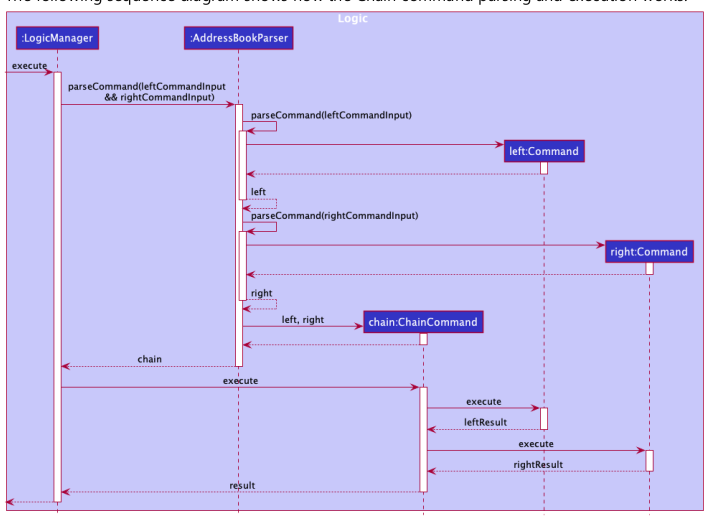 The following sequence diagram shows how the Chain command parsing and execution works.
Logic
:LogicManager
:AddressBookParser
execute
parseCommand(leftCommandInput
&& rightCommandInput)
parseCommand(leftCommandInput)
left:Command
left
parseCommand(rightCommandInput)
right:Command
right
left, right
chain:ChainCommand
chain
execute
execute
leftResult
execute
rightResult
result